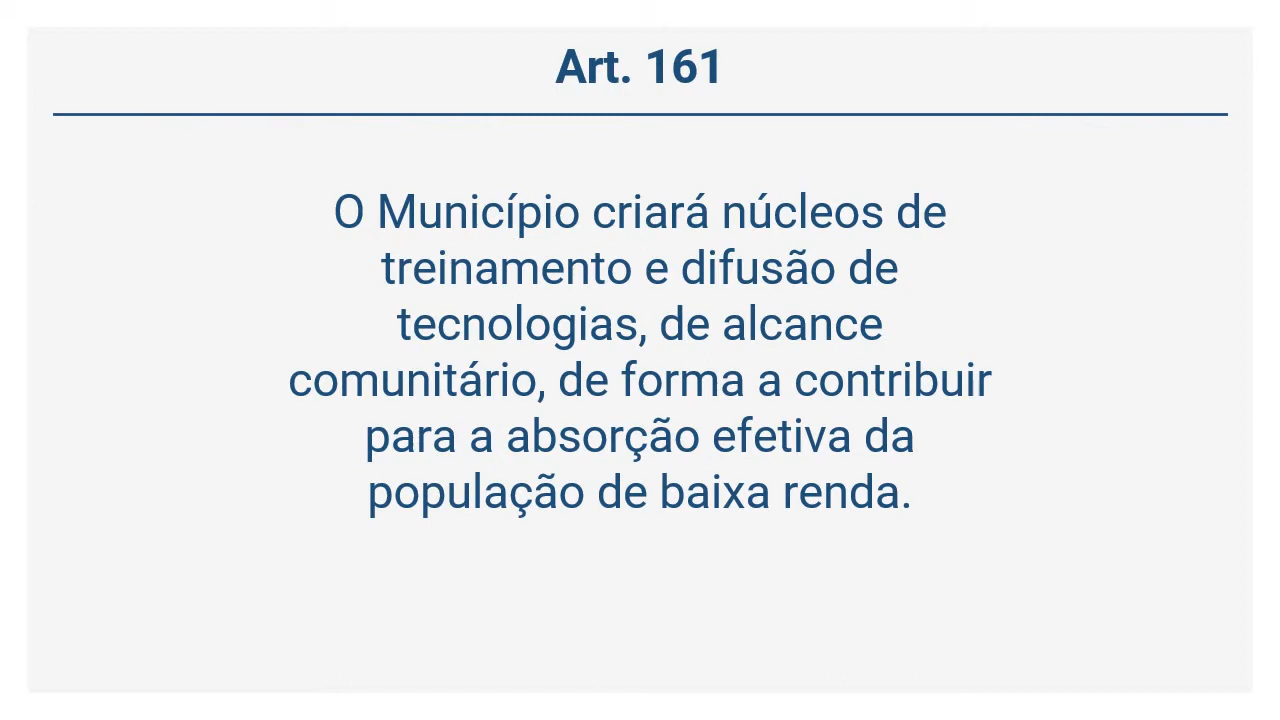 Art. 161
O Município criará núcleos de
treinamento e difusão de
tecnologias, de alcance
comunitário, de forma a contribuir
para a absorção efetiva da
população de baixa renda.